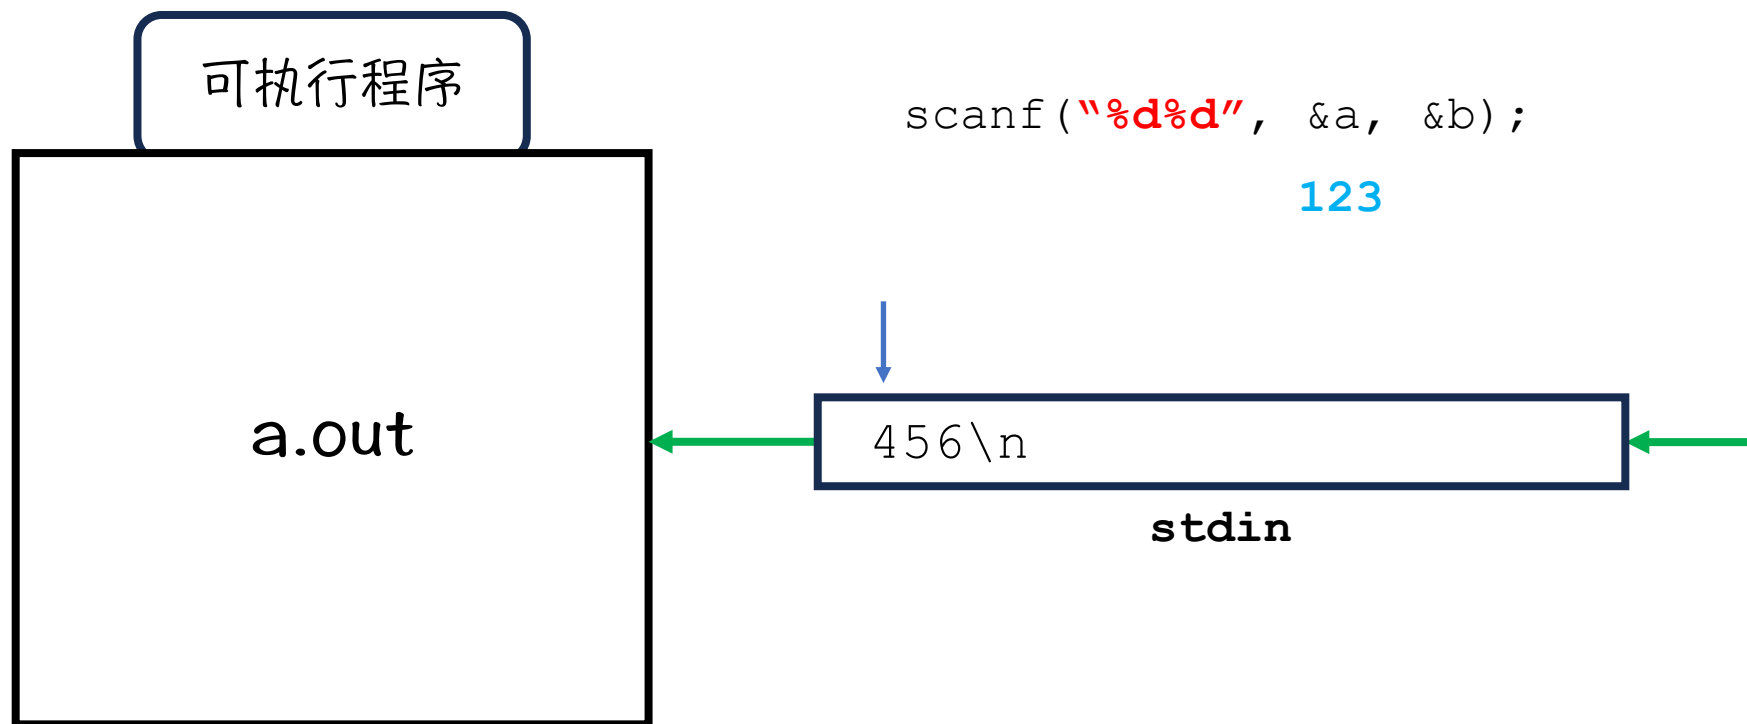 可执行程序
scanf(“%d%d”, &a, &b);
123
a.out
456\n
stdin